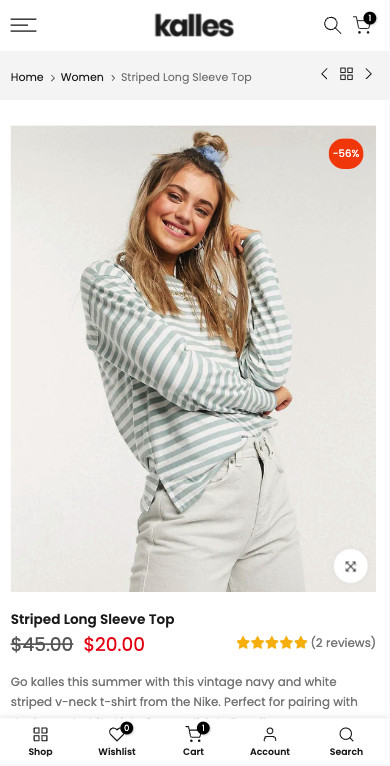 kalles
1
Home > Women > Striped Long Sleeve Top
-56%
Striped Long Sleeve Top
$45.00 $20.00
(2 reviews)
Go kalles this summer with this vintage navy and white
striped v-neck t-shirt from the Nike. Perfect for pairing with
0
1
Shop
Wishlist
Cart
Account
Search